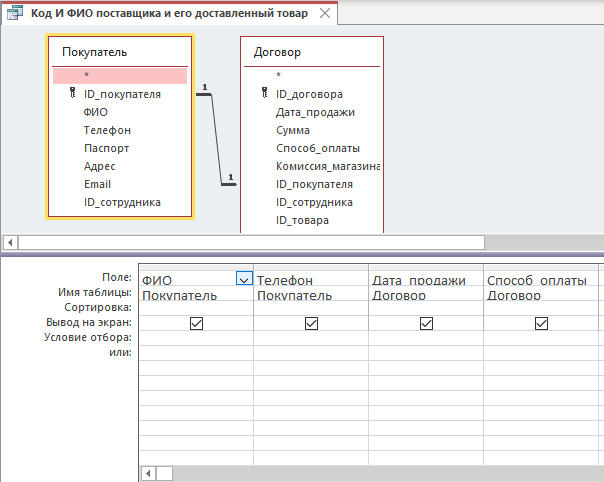 Код И ФИО поставщика и его доставленный товар
Покупатель
*
ID_покупателя
ФИО
Телефон
Паспорт
Адрес
Email
ID_сотрудника
1
1
Договор
*
ID_договора
Дата_продажи
Сумма
Способ_оплаты
Комиссия_магазина
ID_покупателя
ID_сотрудника
ID_товара
Поле: ФИО Телефон Дата_продажи Способ_оплаты
Имя таблицы: Покупатель Покупатель Договор Договор
Сортировка:
Вывод на экран:
Условие отбора:
или: